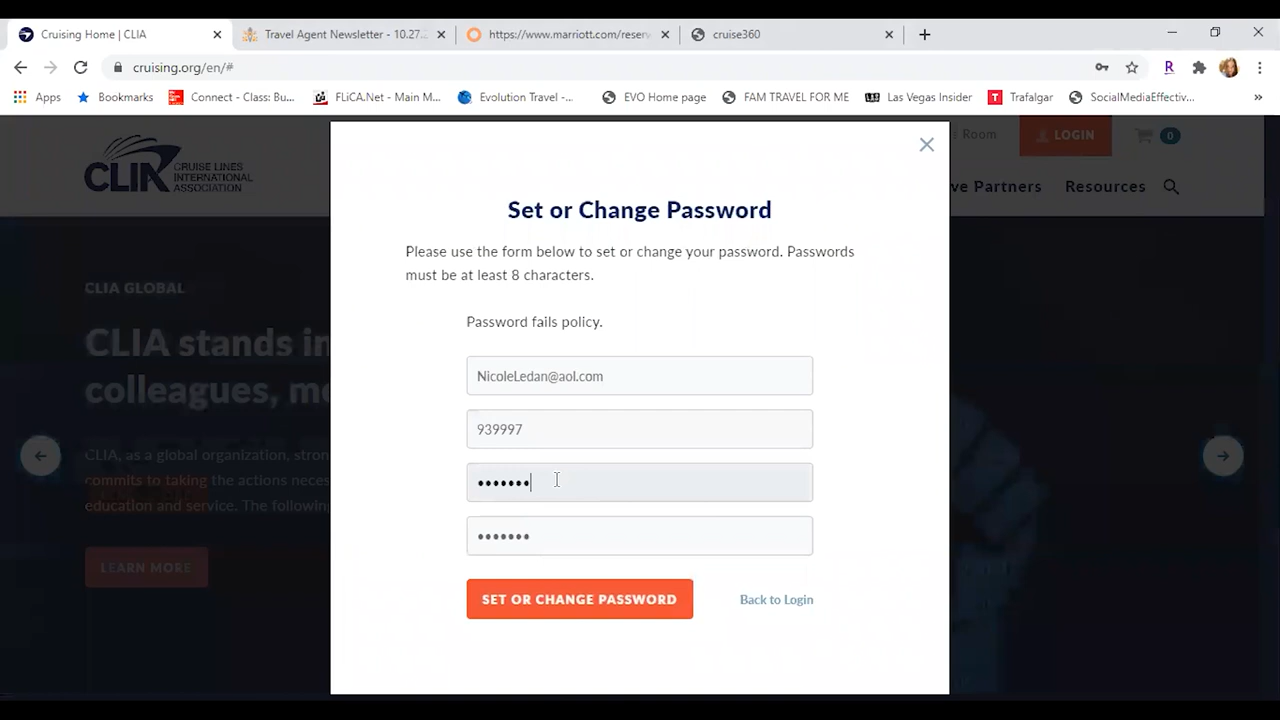 Cruising Home | CLIA
Travel Agent Newsletter - 10.27.
https://www.marriott.com/reserv
cruise360
cruising.org/en/#
Apps
Bookmarks
Connect - Class: Bu...
FLiCA.Net - Main M...
Evolution Travel -...
EVO Home page
FAM TRAVEL FOR ME
Las Vegas Insider
Trafalgar
SocialMediaEffectiv...
CLIA
CRUISE LINES
INTERNATIONAL
ASSOCIATION
Room
LOGIN
0
ve Partners
Resources
Set or Change Password
Please use the form below to set or change your password. Passwords
must be at least 8 characters.
Password fails policy.
NicoleLedan@aol.com
939997
•••••••
•••••••
SET OR CHANGE PASSWORD
Back to Login
CLIA GLOBAL
CLIA stands in
colleagues, me
CLIA, as a global organization, stron
commits to taking the actions neces
education and service. The following
LEARN MORE